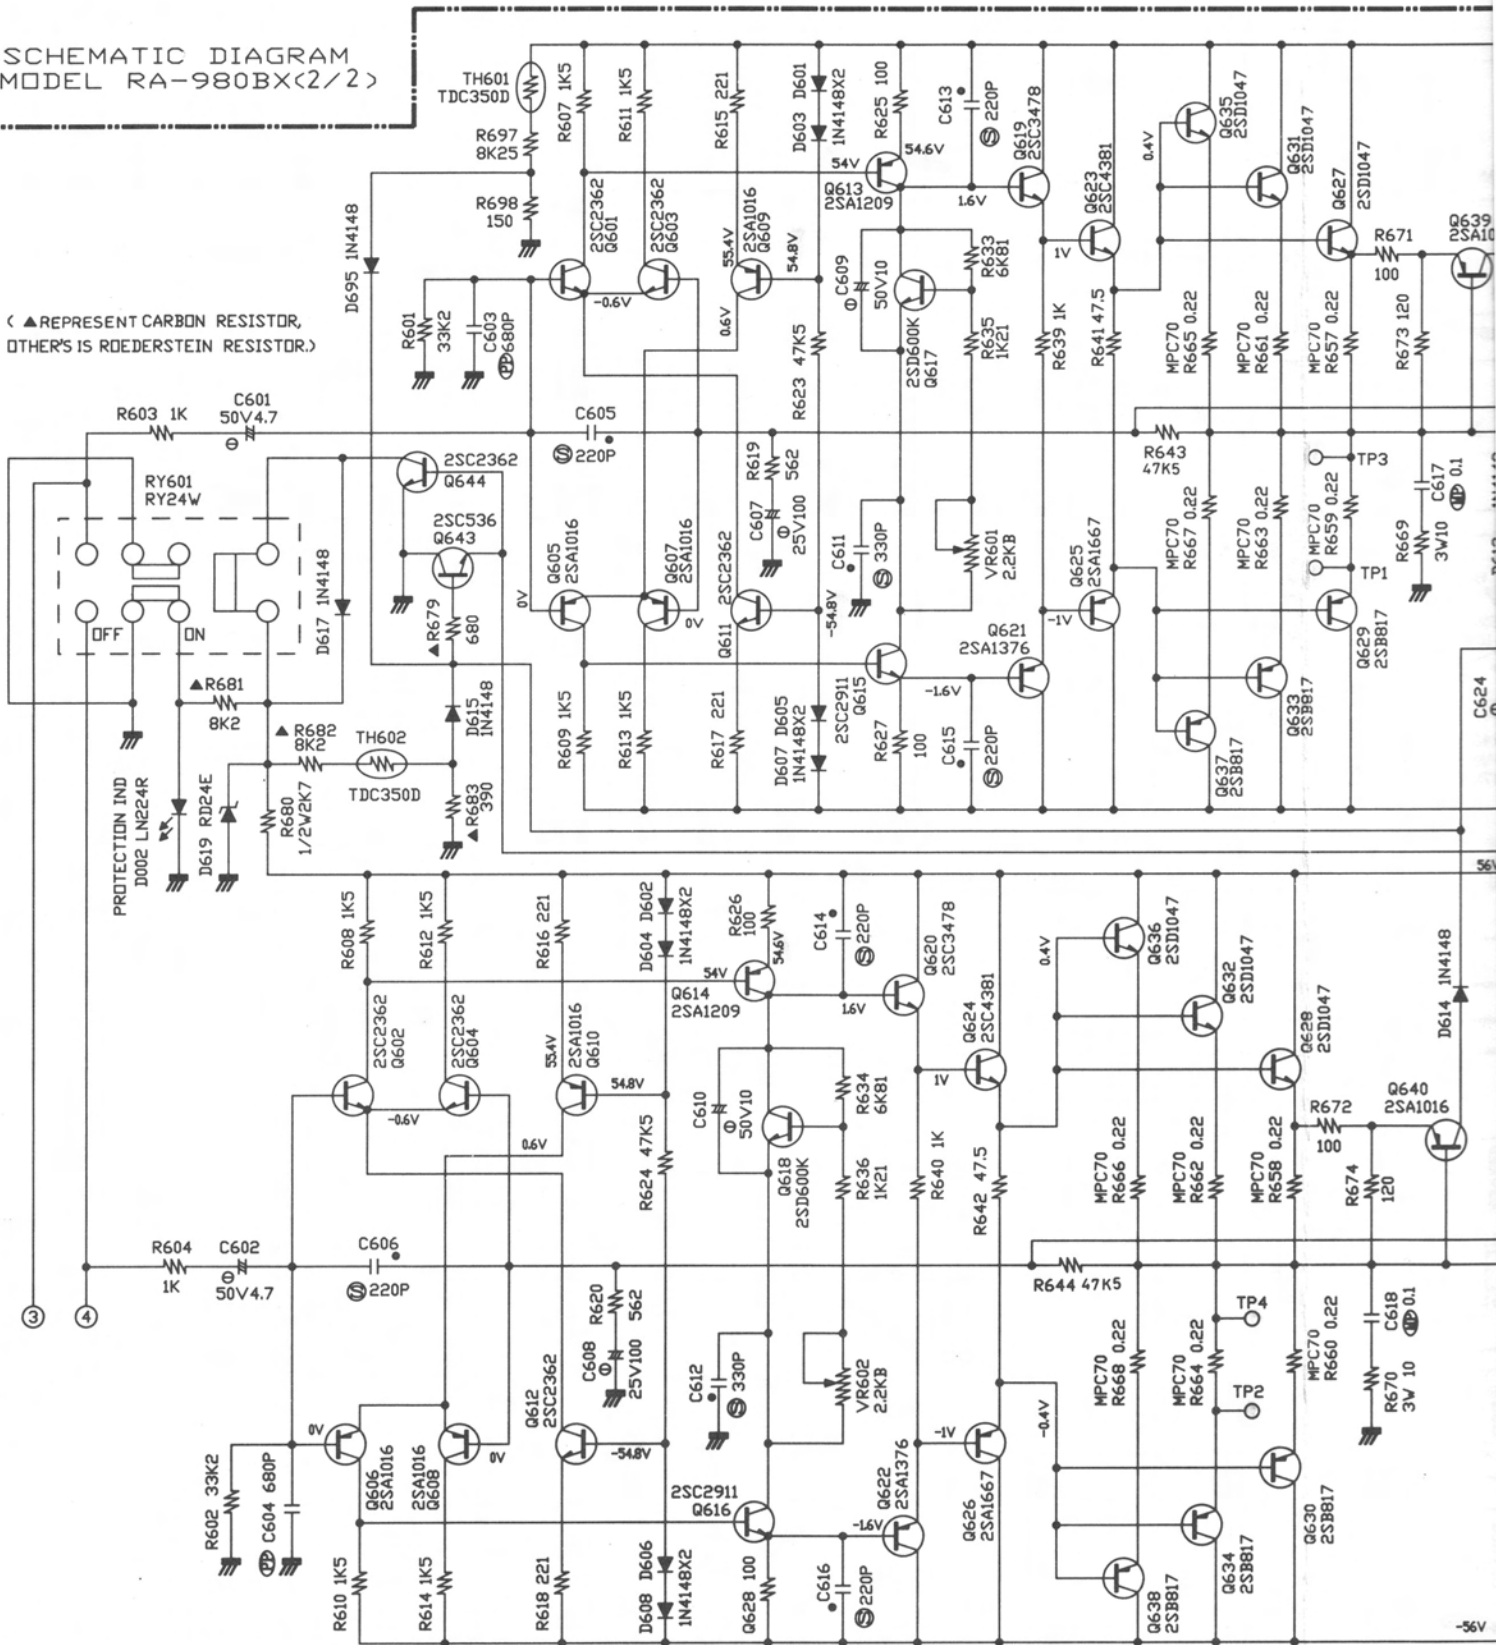 SCHEMATIC DIAGRAM
MODEL RA-980BX(2/2)
( ▲REPRESENT CARBON RESISTOR,
OTHER'S IS ROEDERSTEIN RESISTOR.)
TH601
TDC350D
R697
8K25
R698
150
R607 1K5
R611 1K5
R615 221
D603 D601
1N4148X2
R625 100
C613
Ⓢ 220P
Q619
2SC3478
Q623
2SC4381
0.4V
Q635
2SD1047
Q631
2SD1047
Q627
2SD1047
54V
54.6V
Q613
2SA1209
1.6V
1V
D695 1N4148
2SC2362
Q601
2SC2362
Q603
2SA1016
Q609
55.4V
54.8V
-0.6V
0.6V
R601
33K2
C603
PP 680P
R623 47K5
C609
⊖ 50V10
2SD600K
Q617
R633
6K81
R635
1K21
R639 1K
R641 47.5
MPC70
R665 0.22
MPC70
R661 0.22
MPC70
R657 0.22
R671
100
R673 120
Q639
2SA10
R603 1K
C601
50V4.7
⊖
C605
Ⓢ 220P
R619
562
C607
⊖
25V100
R643
47K5
TP3
TP1
C617
MP 0.1
R669
3W10
RY601
RY24W
OFF
ON
D617 1N4148
2SC2362
Q644
2SC536
Q643
▲R679
680
Q605
2SA1016
0V
Q607
2SA1016
0V
Q611
2SC2362
-54.8V
C611
Ⓢ 330P
VR601
2.2KB
Q625
2SA1667
-1V
MPC70
R667 0.22
MPC70
R663 0.22
MPC70
R659 0.22
Q629
2SB817
Q633
2SB817
Q637
2SB817
▲R681
8K2
▲R682
8K2
TH602
TDC350D
D615
1N4148
▲R683
390
R609 1K5
R613 1K5
R617 221
D607 D605
1N4148X2
2SC2911
Q615
R627
100
-1.6V
C615
Ⓢ 220P
Q621
2SA1376
C624
PROTECTION IND
D002 LN224R
D619 RD24E
R680
1/2W2K7
56V
R608 1K5
R612 1K5
R616 221
D604 D602
1N4148X2
R626
100
54.6V
C614
Ⓢ 220P
Q620
2SC3478
Q624
2SC4381
0.4V
Q636
2SD1047
Q632
2SD1047
Q628
2SD1047
D614 1N4148
54V
Q614
2SA1209
1.6V
1V
2SC2362
Q602
2SC2362
Q604
2SA1016
Q610
55.4V
54.8V
-0.6V
0.6V
R624 47K5
C610
⊖ 50V10
Q618
2SD600K
R634
6K81
R636
1K21
R640 1K
R642 47.5
MPC70
R666 0.22
MPC70
R662 0.22
MPC70
R658 0.22
R672
100
R674
120
Q640
2SA1016
R604
1K
C602
⊖
50V4.7
C606
Ⓢ 220P
R620
562
C608
⊖
25V100
R644 47K5
③
④
TP4
TP2
C618
MP 0.1
R670
3W 10
C612
Ⓢ 330P
VR602
2.2KB
MPC70
R668 0.22
MPC70
R664 0.22
MPC70
R660 0.22
0V
Q606
2SA1016
2SA1016
Q608
0V
Q612
2SC2362
-54.8V
-1V
-0.4V
R602 33K2
PP C604 680P
2SC2911
Q616
-1.6V
Q622
2SA1376
Q626
2SA1667
Q630
2SB817
Q634
2SB817
Q638
2SB817
R610 1K5
R614 1K5
R618 221
D608 D606
1N4148X2
Q628 100
C616
Ⓢ 220P
-56V